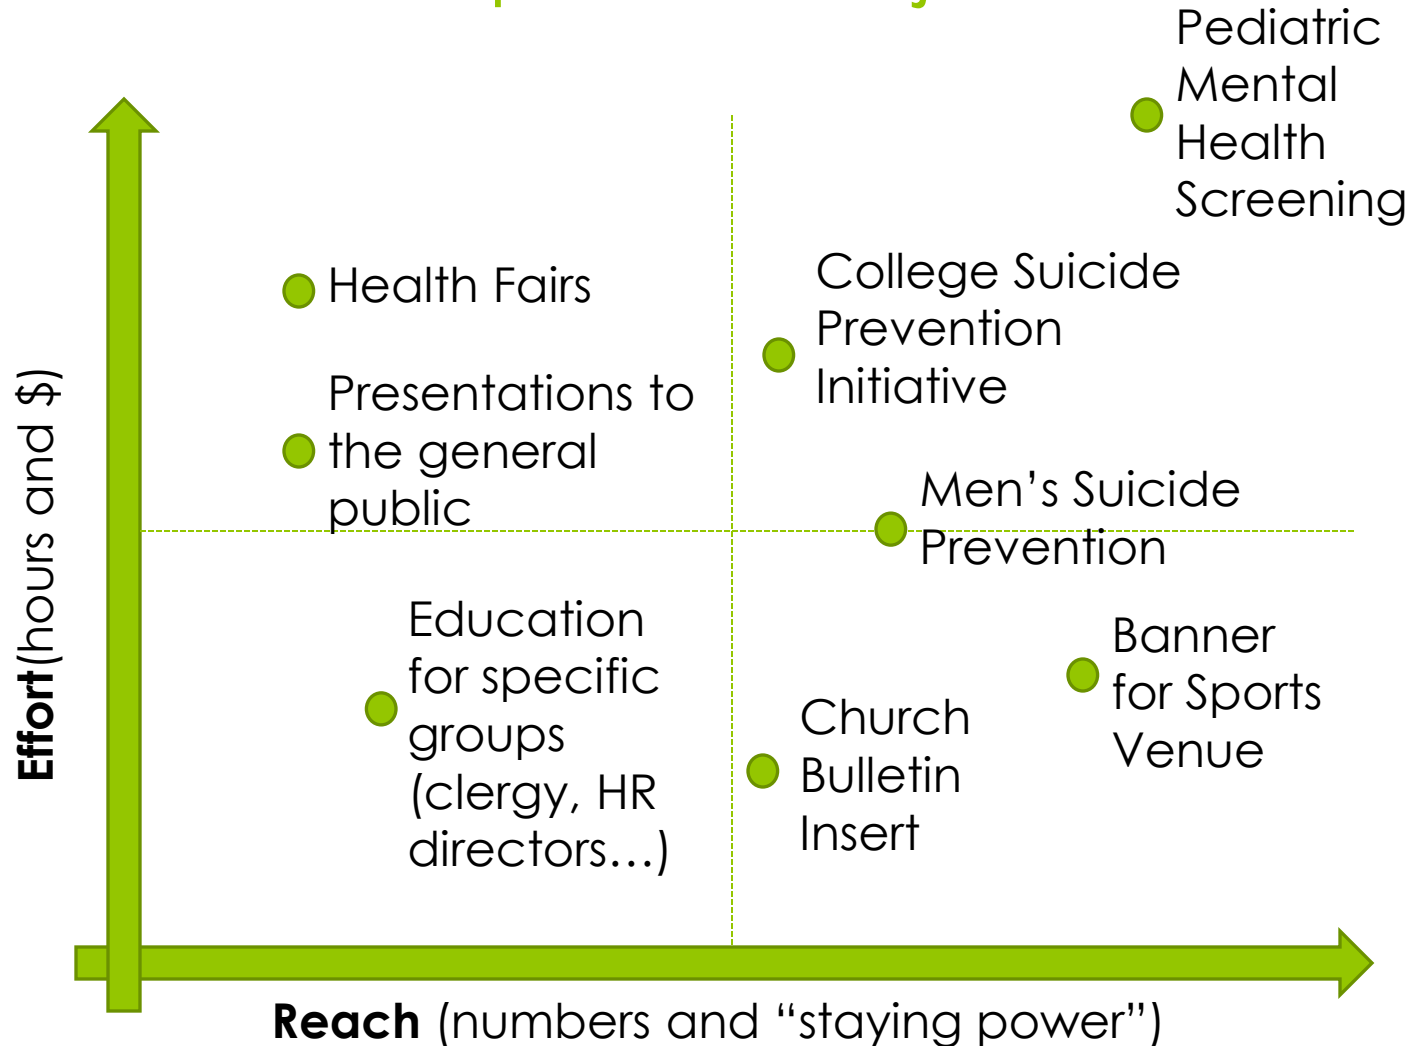 Pediatric
Mental
Health
Screening
Health Fairs
College Suicide
Prevention
Initiative
Presentations to
the general
public
Men’s Suicide
Prevention
Education
for specific
groups
(clergy, HR
directors…)
Church
Bulletin
Insert
Banner
for Sports
Venue
Effort(hours and $)
Reach (numbers and “staying power”)